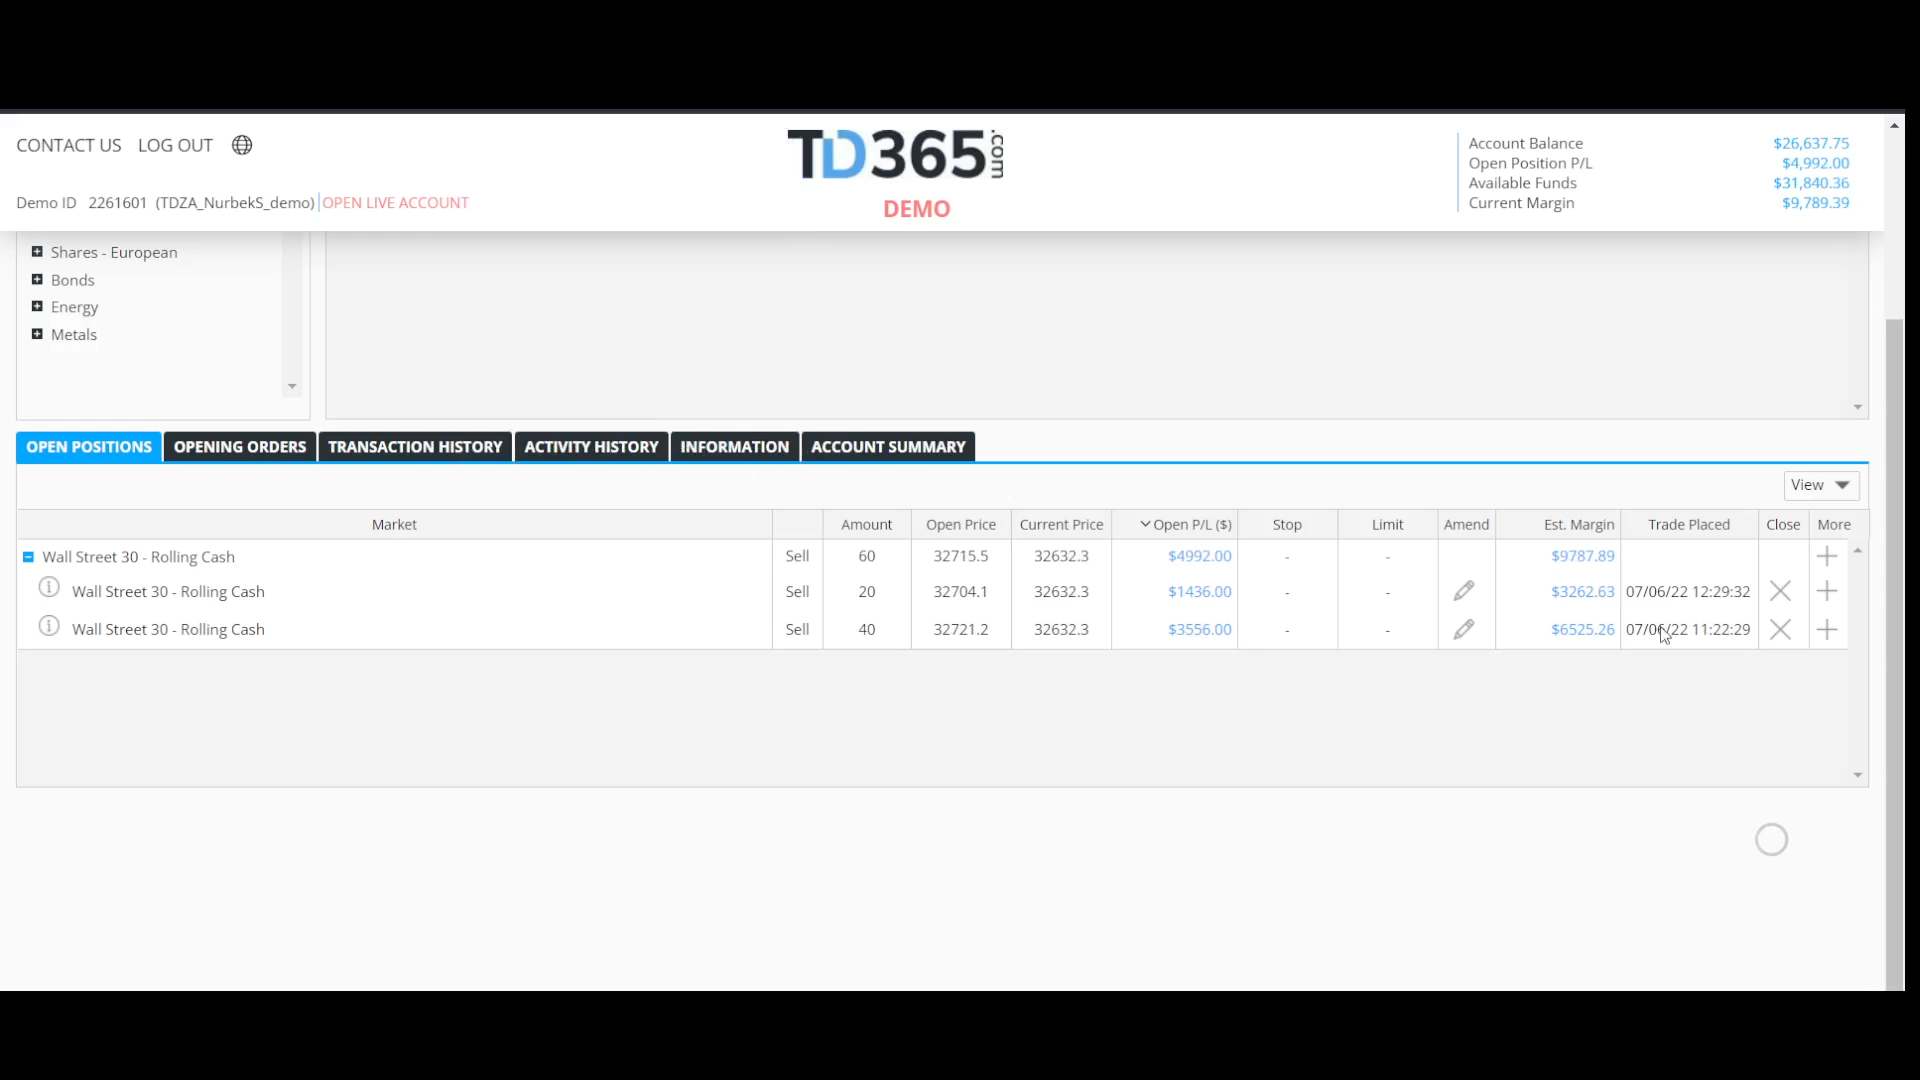 CONTACT US LOG OUT
TD365.com
DEMO
Demo ID 2261601 (TDZA_NurbekS_demo) OPEN LIVE ACCOUNT
Account Balance $26,637.75
Open Position P/L $4,992.00
Available Funds $31,840.36
Current Margin $9,789.39
Shares - European
Bonds
Energy
Metals
OPEN POSITIONS OPENING ORDERS TRANSACTION HISTORY ACTIVITY HISTORY INFORMATION ACCOUNT SUMMARY
View
Market Amount Open Price Current Price Open P/L ($) Stop Limit Amend Est. Margin Trade Placed Close More
Wall Street 30 - Rolling Cash Sell 60 32715.5 32632.3 $4992.00 - - $9787.89
Wall Street 30 - Rolling Cash Sell 20 32704.1 32632.3 $1436.00 - - $3262.63 07/06/22 12:29:32
Wall Street 30 - Rolling Cash Sell 40 32721.2 32632.3 $3556.00 - - $6525.26 07/06/22 11:22:29